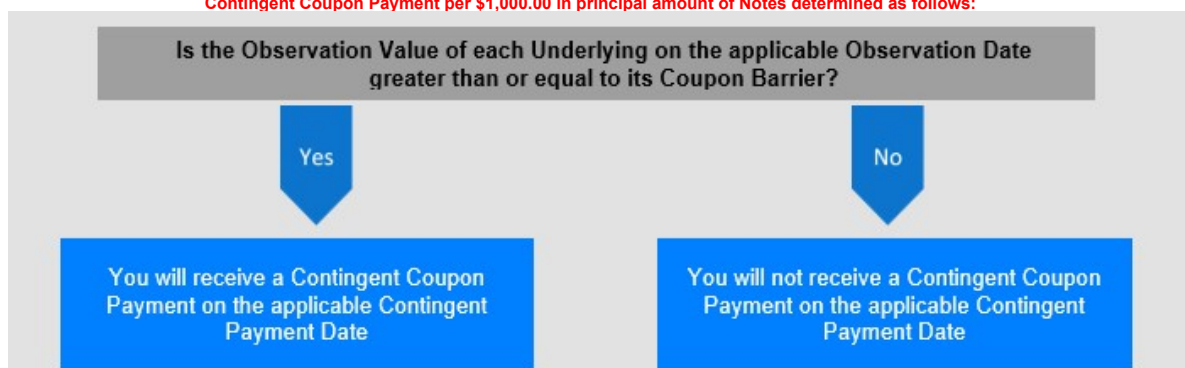 Contingent Coupon Payment per $1,000.00 in principal amount of Notes determined as follows:
Is the Observation Value of each Underlying on the applicable Observation Date
greater than or equal to its Coupon Barrier?
Yes
No
You will receive a Contingent Coupon
Payment on the applicable Contingent
Payment Date
You will not receive a Contingent Coupon
Payment on the applicable Contingent
Payment Date